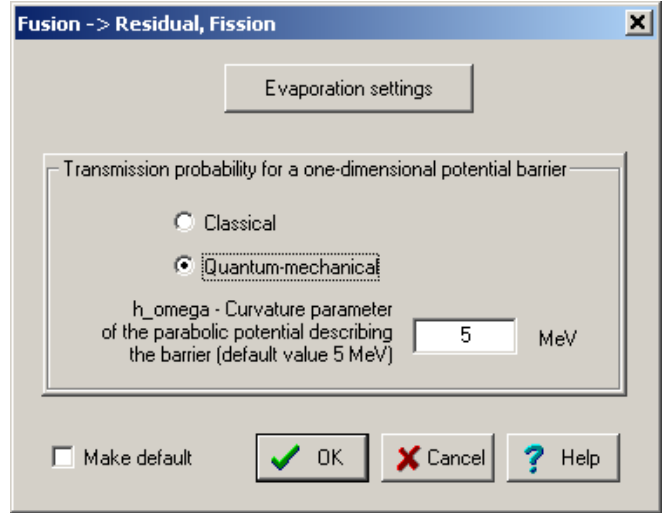 Fusion -> Residual, Fission
Evaporation settings
Transmission probability for a one-dimensional potential barrier
Classical
Quantum-mechanical
h_omega - Curvature parameter
of the parabolic potential describing
the barrier (default value 5 MeV)
5
MeV
Make default
OK
Cancel
? Help